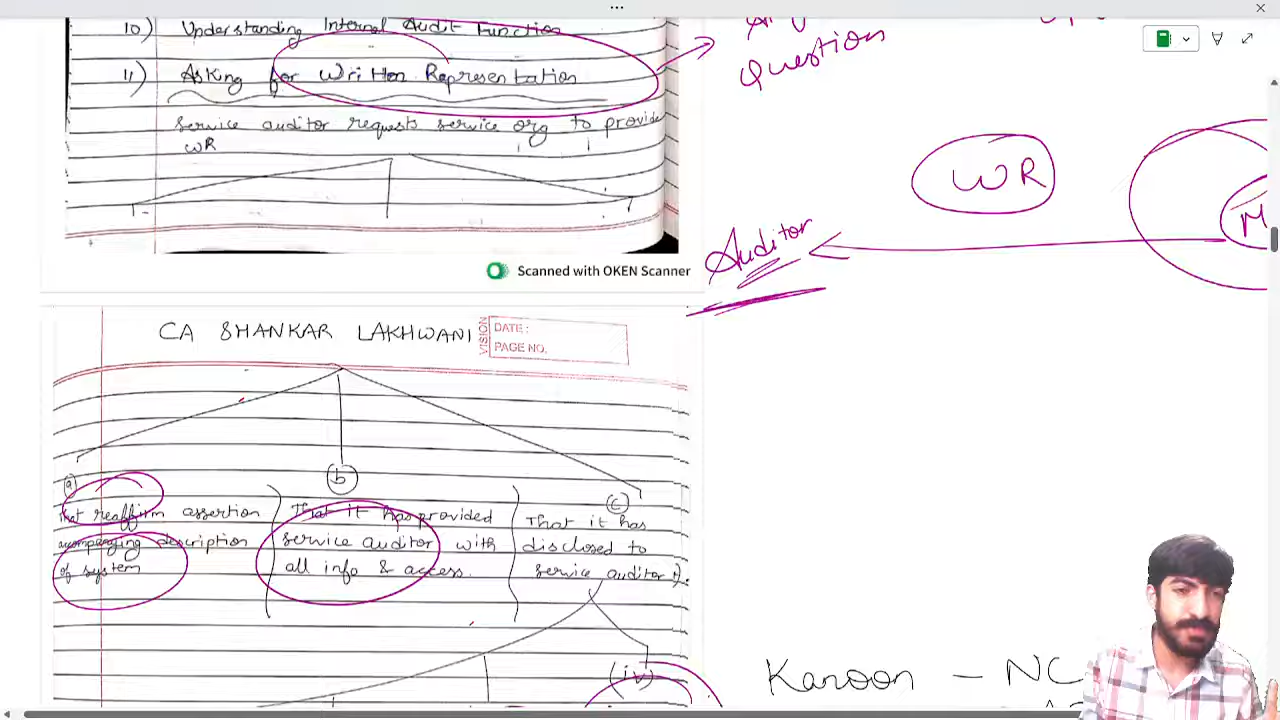 10) Understanding Internal Audit Function
11) Asking for Written Representation
service auditor requests service org to provide
WR
Question
WR
Auditor
Scanned with OKEN Scanner
CA SHANKAR LAKHWANI
VISION
DATE :
PAGE NO.
(a)
That reaffirm assertion
accompanying description
of system
(b)
That it has provided
service auditor with
all info & access.
(c)
That it has
disclosed to
service auditor :
(iv)
Karoon - NC